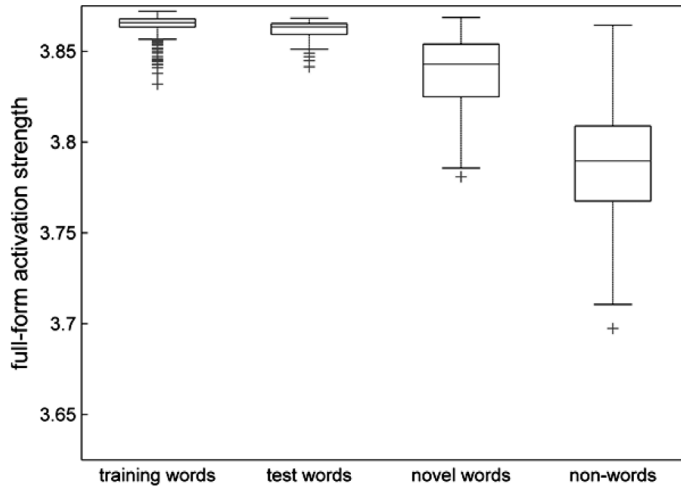 full-form activation strength
3.85
3.8
3.75
3.7
3.65
training words
test words
novel words
non-words